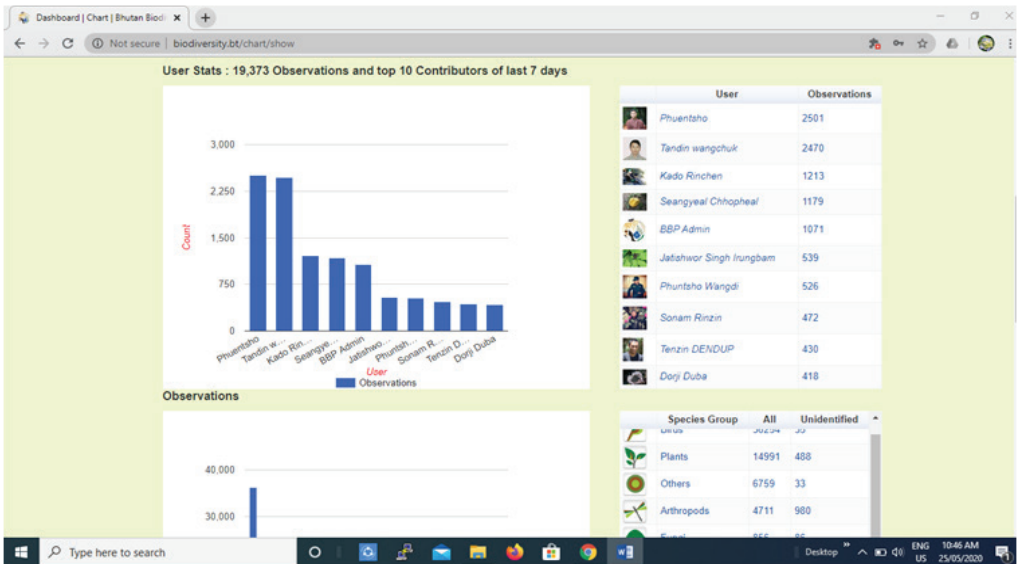 Dashboard | Chart | Bhutan Biodi
Not secure | biodiversity.bt/chart/show
User Stats : 19,373 Observations and top 10 Contributors of last 7 days
3,000
2,250
1,500
750
0
Count
Phuentsho
Tandin w...
Kado Rin...
Seangye...
BBP Admin
Jatishwo...
Phuntsh...
Sonam R...
Tenzin D...
Dorji Duba
User
Observations
User Observations
Phuentsho 2501
Tandin wangchuk 2470
Kado Rinchen 1213
Seangyeal Chhopheal 1179
BBP Admin 1071
Jatishwor Singh Irungbam 539
Phuntsho Wangdi 526
Sonam Rinzin 472
Tenzin DENDUP 430
Dorji Duba 418
Observations
40,000
30,000
Species Group All Unidentified
Plants 14991 488
Others 6759 33
Arthropods 4711 980
Type here to search
Desktop
ENG
US
10:46 AM
25/05/2020